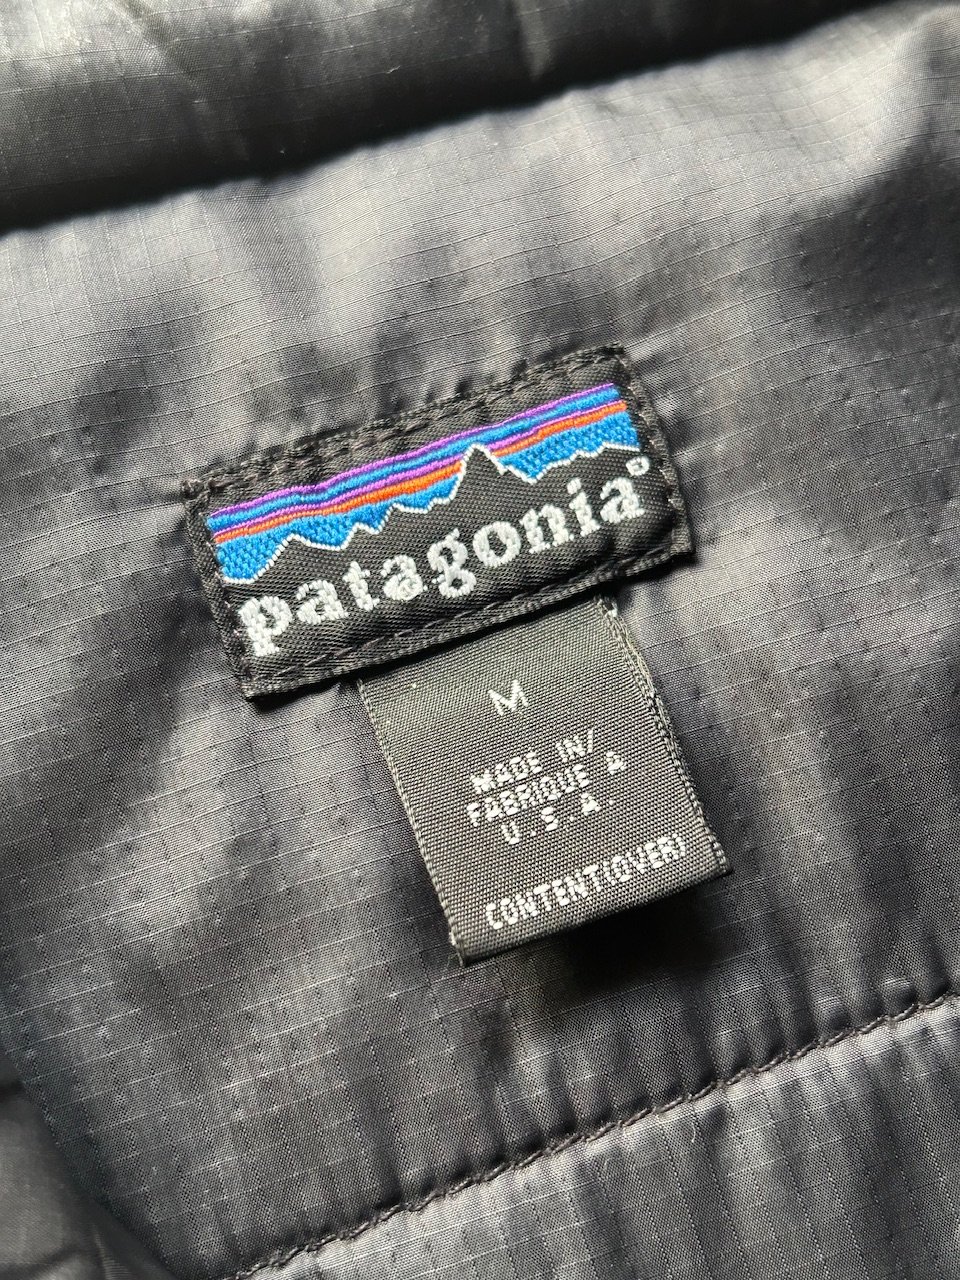 patagonia®
M
MADE IN/
FABRIQUE À
U.S.A.
CONTENT(OVER)